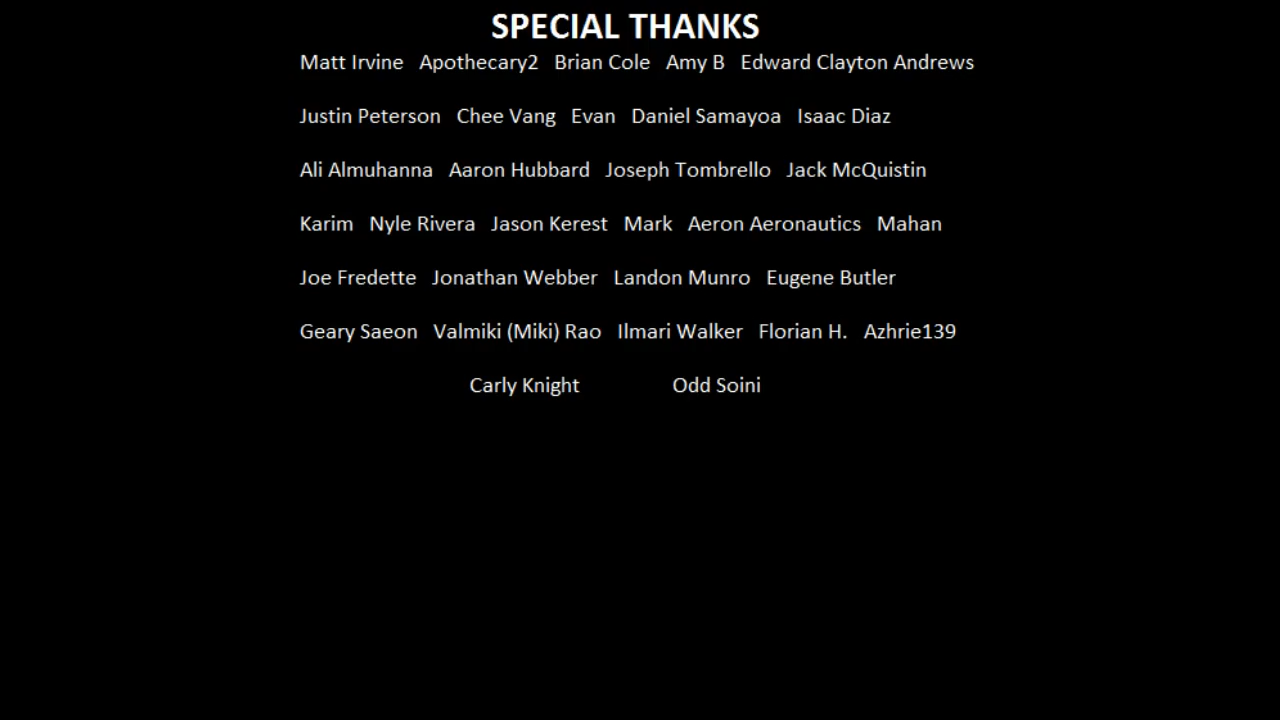 SPECIAL THANKS
Matt Irvine Apothecary2 Brian Cole Amy B Edward Clayton Andrews
Justin Peterson Chee Vang Evan Daniel Samayoa Isaac Diaz
Ali Almuhanna Aaron Hubbard Joseph Tombrello Jack McQuistin
Karim Nyle Rivera Jason Kerest Mark Aeron Aeronautics Mahan
Joe Fredette Jonathan Webber Landon Munro Eugene Butler
Geary Saeon Valmiki (Miki) Rao Ilmari Walker Florian H. Azhrie139
Carly Knight Odd Soini